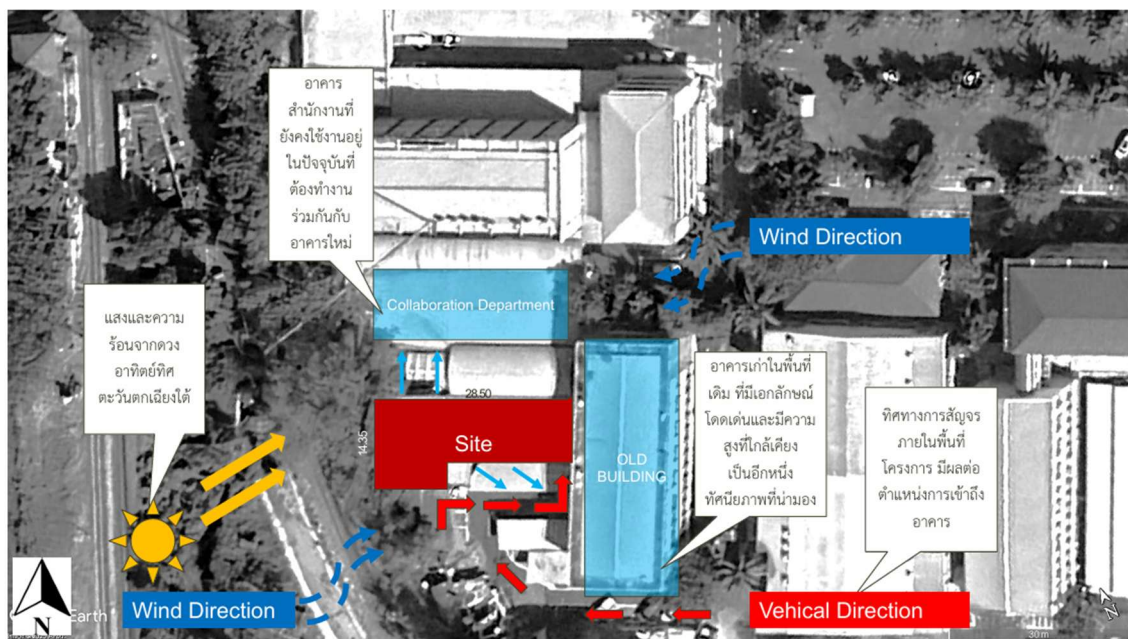 อาคาร
สำนักงานที่
ยังคงใช้งานอยู่
ในปัจจุบันที่
ต้องทำงาน
ร่วมกันกับ
อาคารใหม่
Wind Direction
Collaboration Department
แสงและความ
ร้อนจากดวง
อาทิตย์ทิศ
ตะวันตกเฉียงใต้
28.50
14.35
Site
OLD
BUILDING
อาคารเก่าในพื้นที่
เดิม ที่มีเอกลักษณ์
โดดเด่นและมีความ
สูงที่ใกล้เคียง
เป็นอีกหนึ่ง
ทัศนียภาพที่น่ามอง
ทิศทางการสัญจร
ภายในพื้นที่
โครงการ มีผลต่อ
ตำแหน่งการเข้าถึง
อาคาร
Wind Direction
Vehical Direction
Earth
N
N
30 m